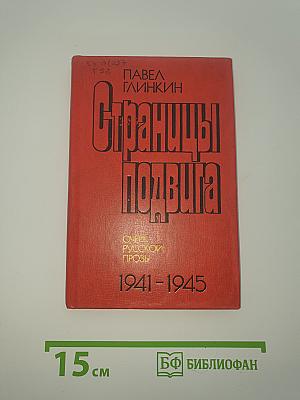 ПАВЕЛ
ГЛИНКИН
Страницы
подвига
ОЧЕРК
РУССКОЙ
ПРОЗЫ
1941-1945
15 см
БФ БИБЛИОФАН